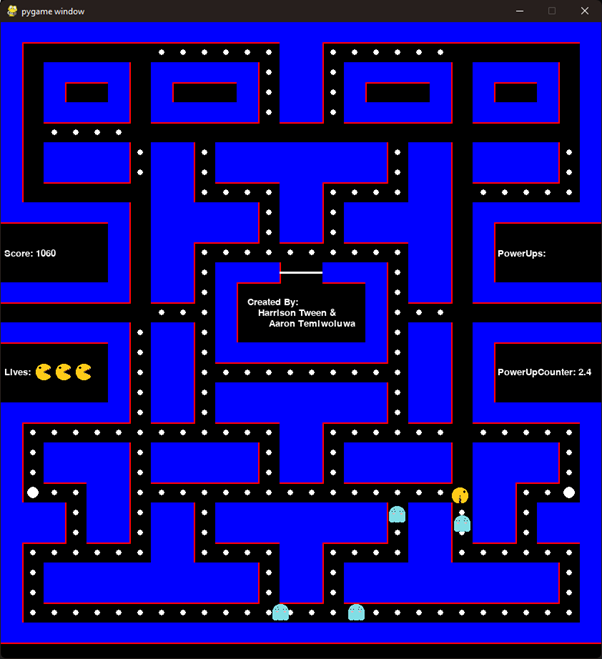 pygame window
Score: 1060
PowerUps:
Created By:
Harrison Tween &
Aaron Temiwoluwa
Lives:
PowerUpCounter: 2.4